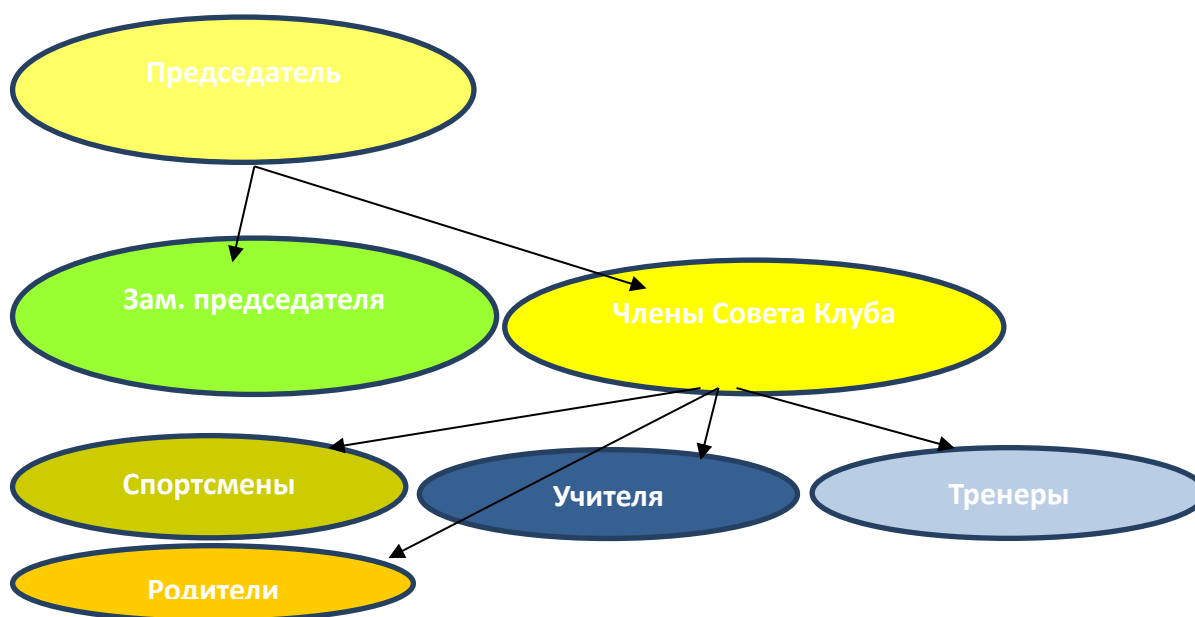 Председатель
Зам. председателя
Члены Совета Клуба
Спортсмены
Учителя
Тренеры
Родители